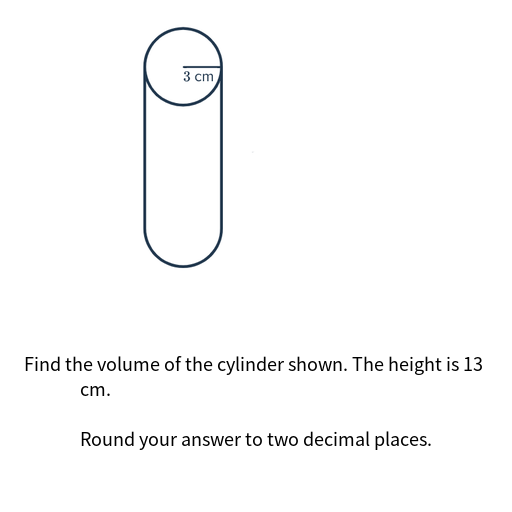 3 cm
Find the volume of the cylinder shown. The height is 13
cm.
Round your answer to two decimal places.